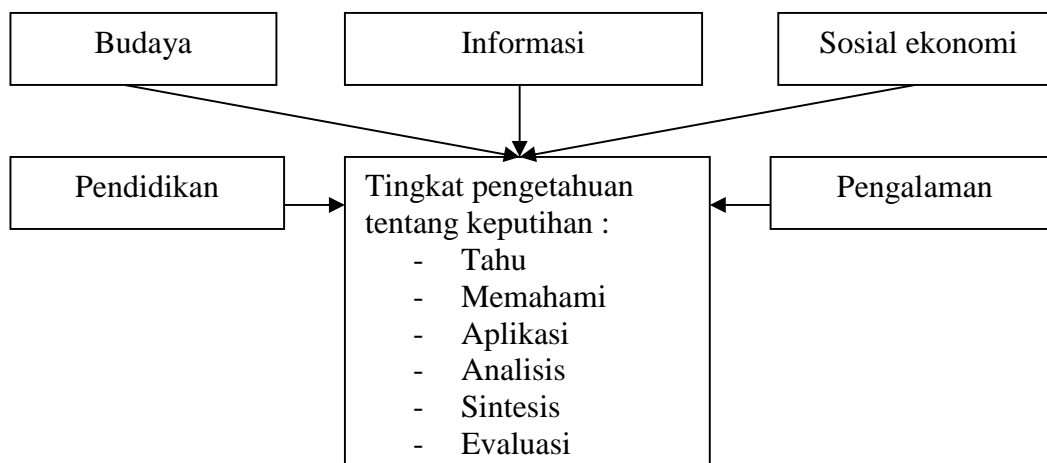 Budaya
Informasi
Sosial ekonomi
Pendidikan
Tingkat pengetahuan
tentang keputihan :
- Tahu
- Memahami
- Aplikasi
- Analisis
- Sintesis
- Evaluasi
Pengalaman